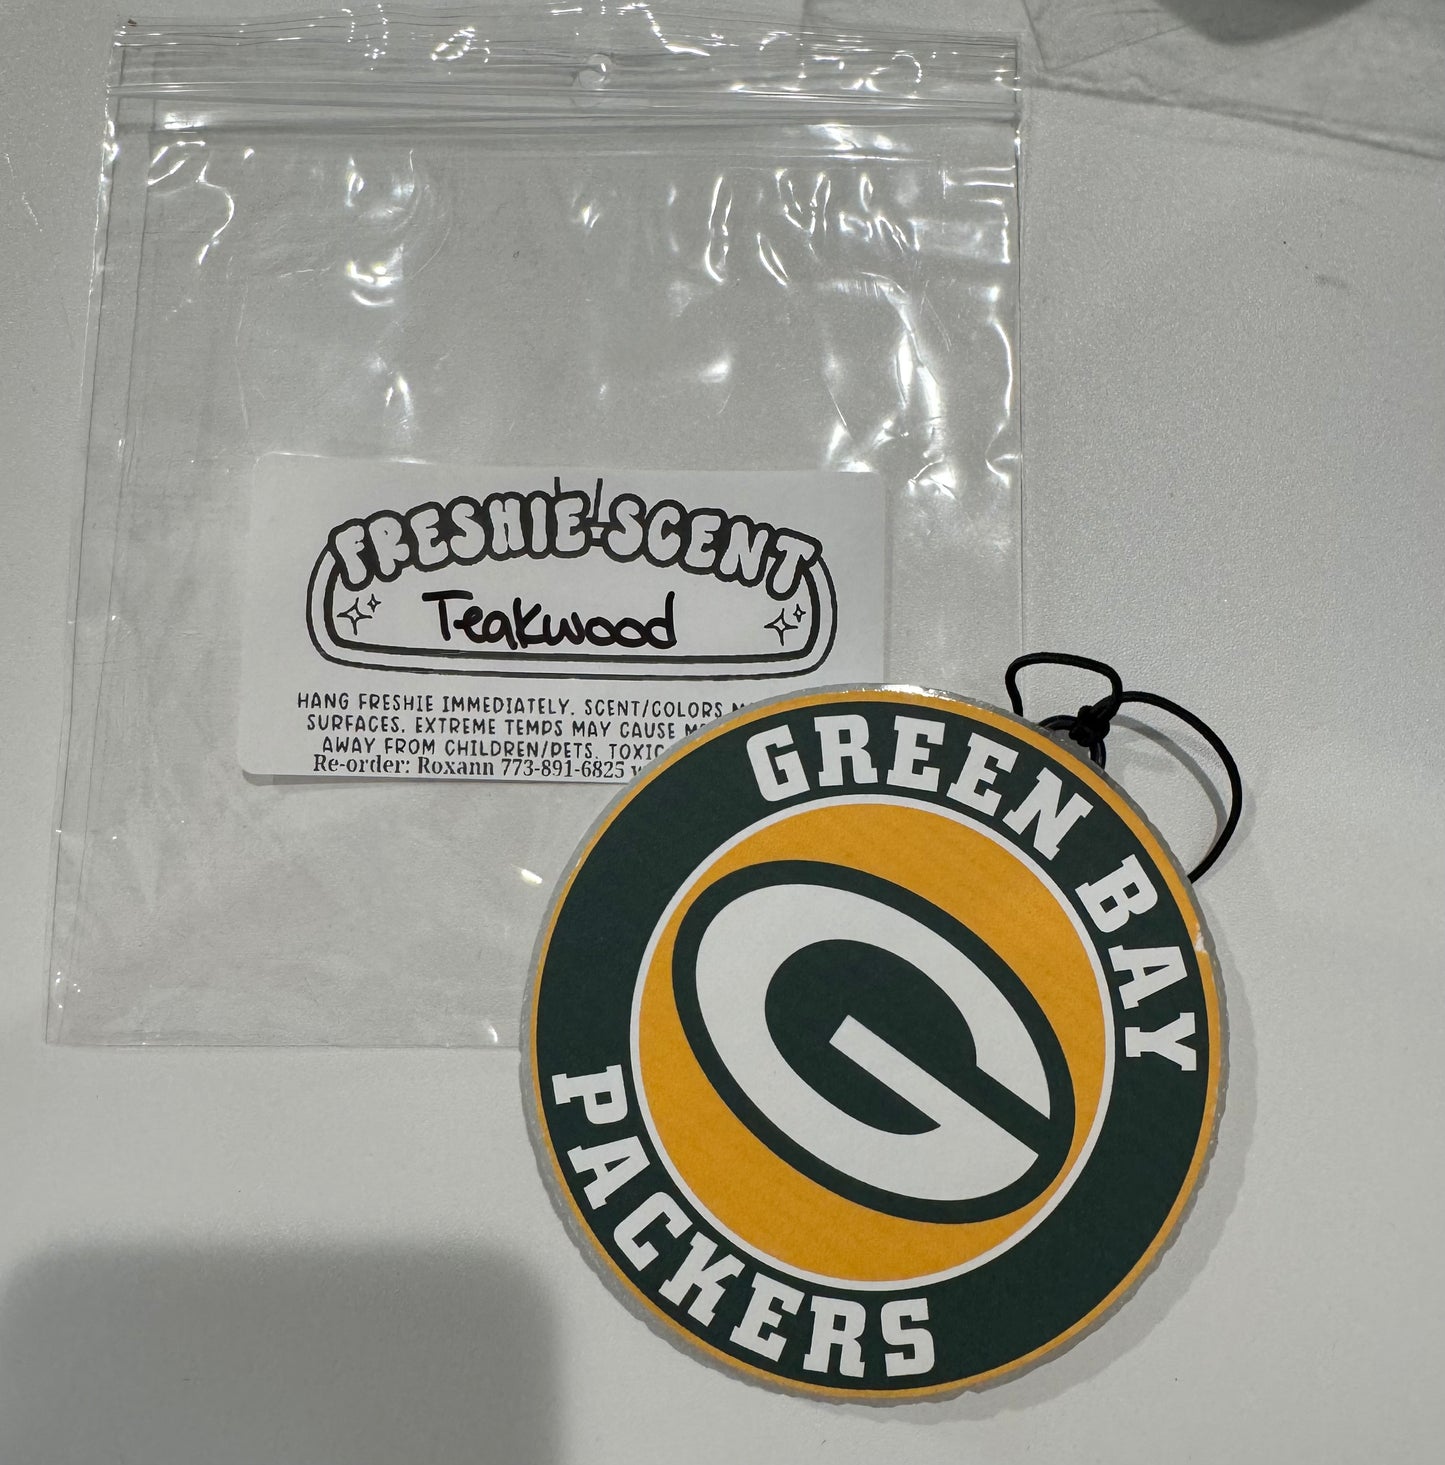 FRESHIE SCENT
Teakwood
HANG FRESHIE IMMEDIATELY. SCENT/COLORS
SURFACES. EXTREME TEMPS MAY CAUSE
AWAY FROM CHILDREN/PETS. TOXIC
Re-order: Roxann 773-891-6825
GREEN BAY
G
PACKERS